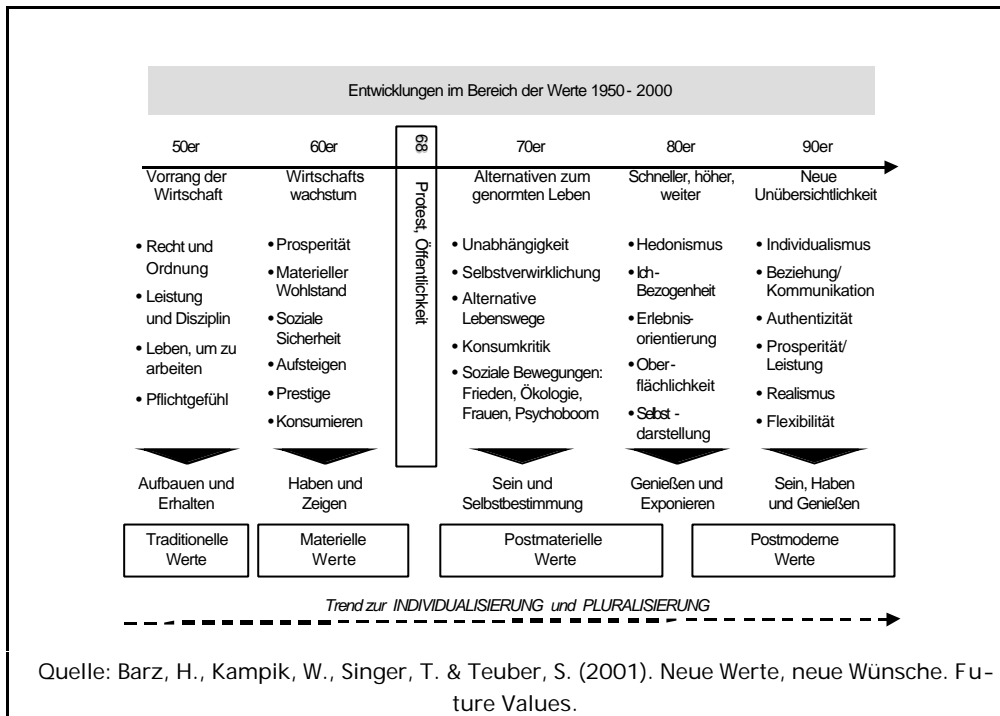 Entwicklungen im Bereich der Werte 1950 - 2000
50er
60er
68
70er
80er
90er
Vorrang der
Wirtschaft
Wirtschafts
wachstum
Protest, Öffentlichkeit
Alternativen zum
genormten Leben
Schneller, höher,
weiter
Neue
Unübersichtlichkeit
• Recht und
Ordnung
• Leistung
und Disziplin
• Leben, um zu
arbeiten
• Pflichtgefühl
• Prosperität
• Materieller
Wohlstand
• Soziale
Sicherheit
• Aufsteigen
• Prestige
• Konsumieren
• Unabhängigkeit
• Selbstverwirklichung
• Alternative
Lebenswege
• Konsumkritik
• Soziale Bewegungen:
Frieden, Ökologie,
Frauen, Psychoboom
• Hedonismus
• Ich-
Bezogenheit
• Erlebnis-
orientierung
• Ober-
flächlichkeit
• Selbst -
darstellung
• Individualismus
• Beziehung/
Kommunikation
• Authentizität
• Prosperität/
Leistung
• Realismus
• Flexibilität
Aufbauen und
Erhalten
Haben und
Zeigen
Sein und
Selbstbestimmung
Genießen und
Exponieren
Sein, Haben
und Genießen
Traditionelle
Werte
Materielle
Werte
Postmaterielle
Werte
Postmoderne
Werte
Trend zur INDIVIDUALISIERUNG und PLURALISIERUNG
Quelle: Barz, H., Kampik, W., Singer, T. & Teuber, S. (2001). Neue Werte, neue Wünsche. Fu-
ture Values.